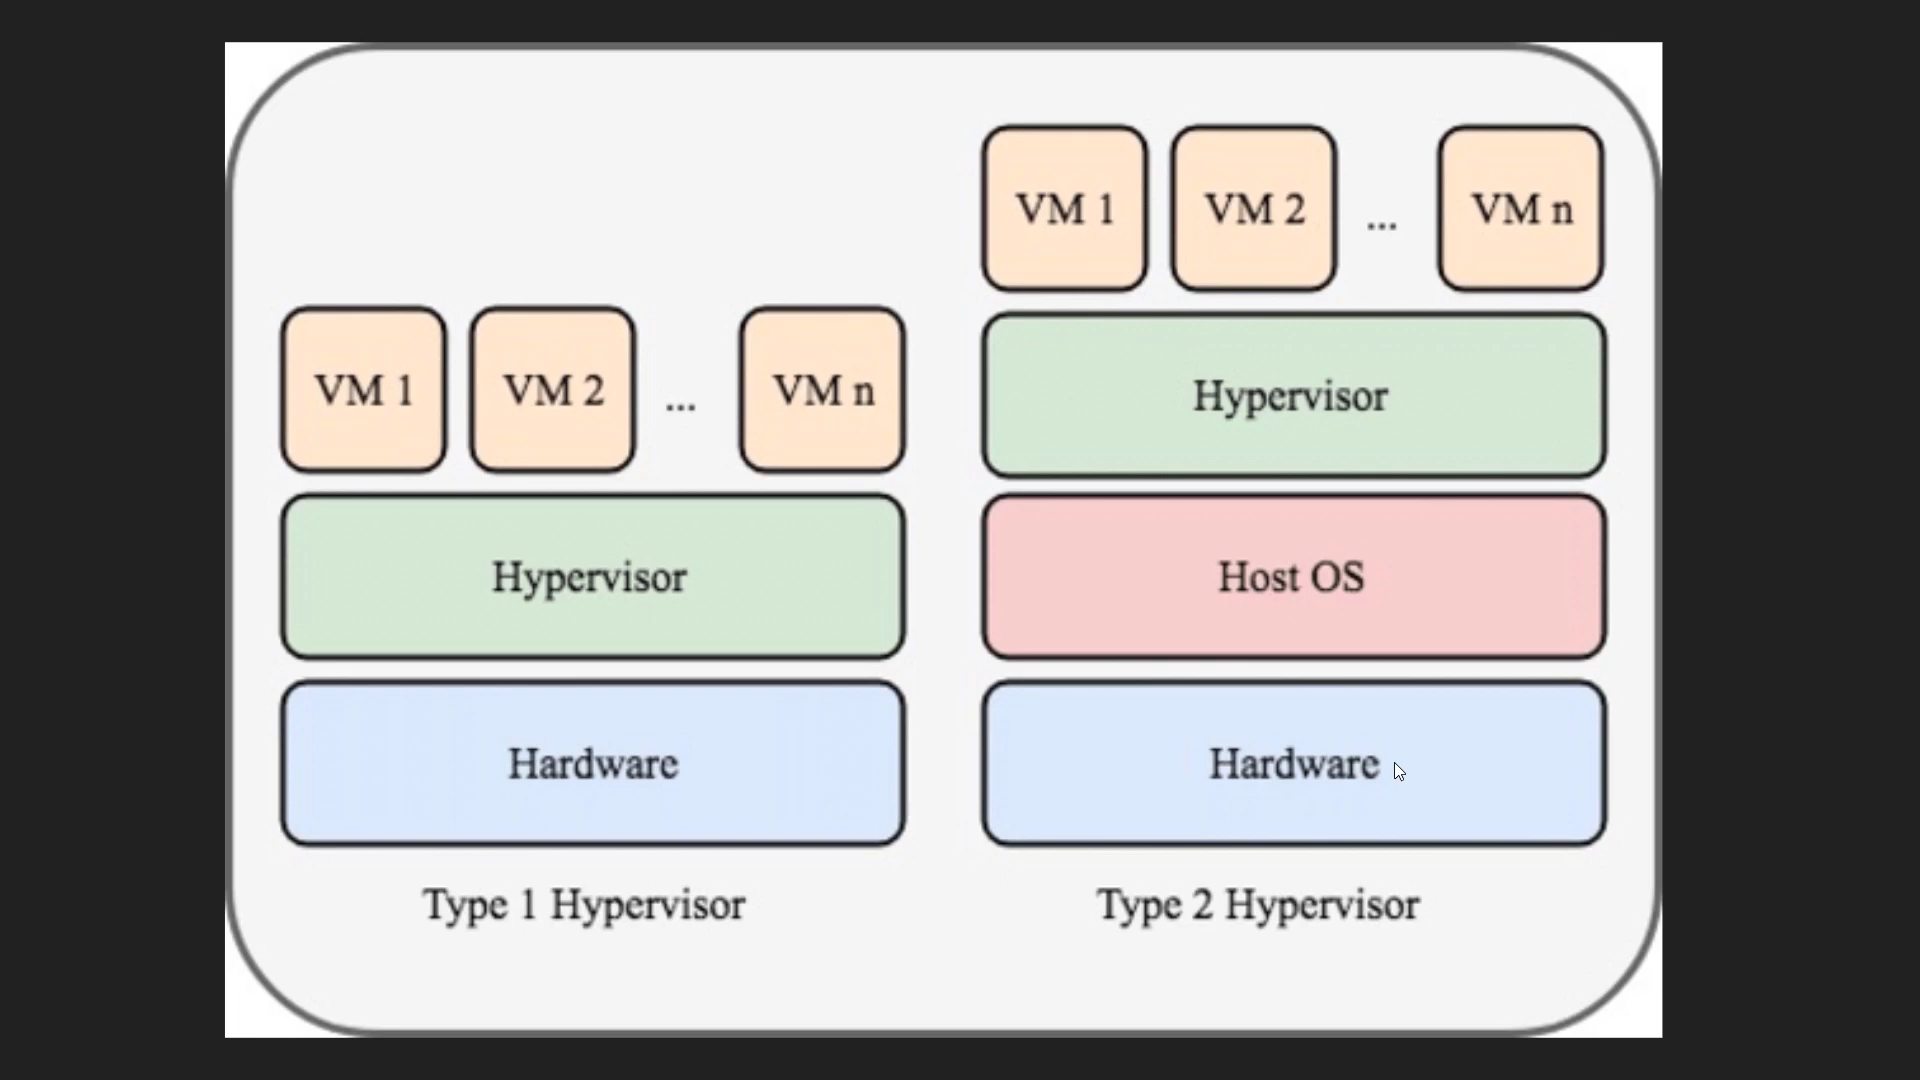 VM 1 VM 2 ... VM n
Hypervisor
Hardware
Type 1 Hypervisor
VM 1 VM 2 ... VM n
Hypervisor
Host OS
Hardware
Type 2 Hypervisor